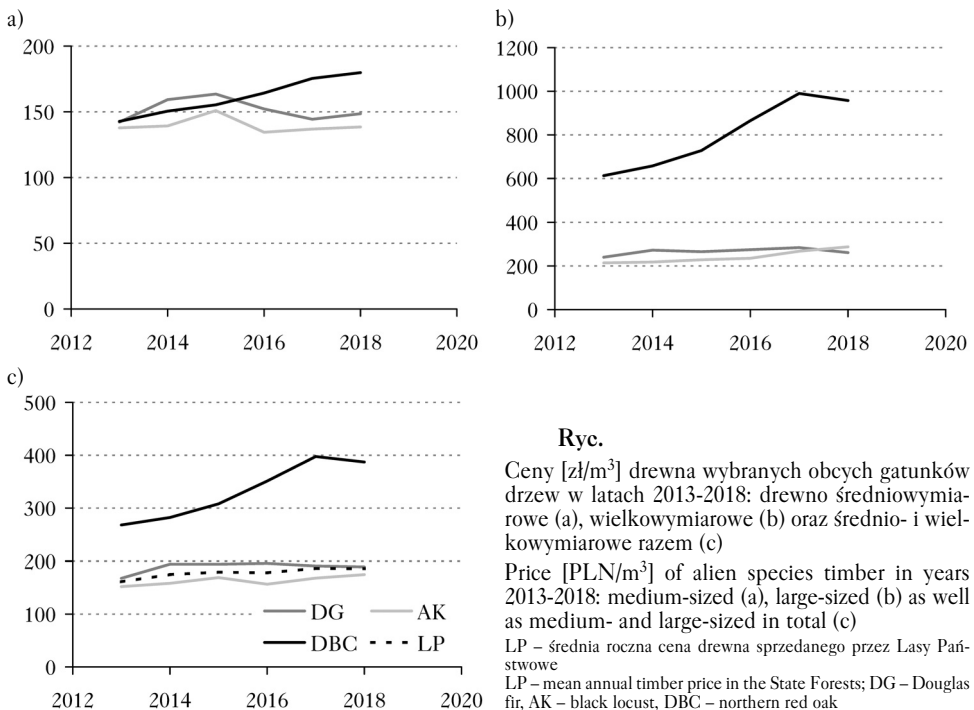 a)
200
150
100
50
0
2012 2014 2016 2018 2020
b)
1200
1000
800
600
400
200
0
2012 2014 2016 2018 2020
c)
500
400
300
200
100
0
2012 2014 2016 2018 2020
DG AK
DBC LP
Ryc.
Ceny [zł/m³] drewna wybranych obcych gatunków
drzew w latach 2013-2018: drewno średniowymia-
rowe (a), wielkowymiarowe (b) oraz średnio- i wiel-
kowymiarowe razem (c)
Price [PLN/m³] of alien species timber in years
2013-2018: medium-sized (a), large-sized (b) as well
as medium- and large-sized in total (c)
LP – średnia roczna cena drewna sprzedanego przez Lasy Pań-
stwowe
LP – mean annual timber price in the State Forests; DG – Douglas
fir, AK – black locust, DBC – northern red oak